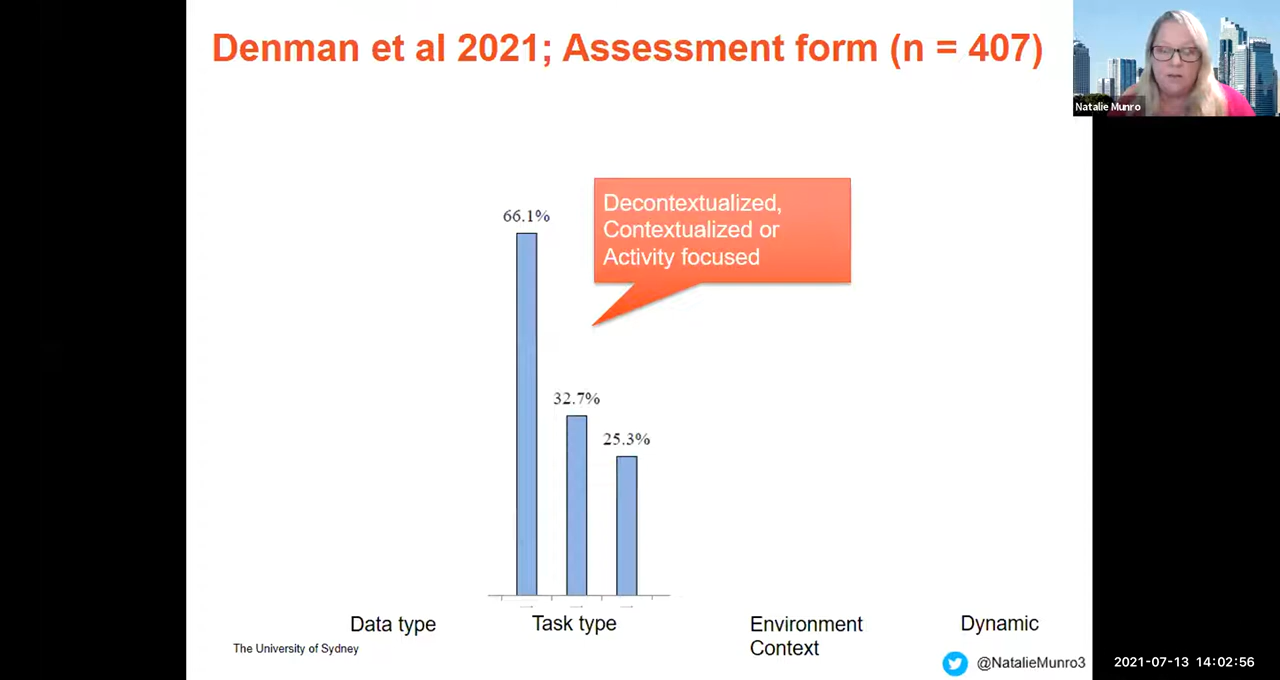 Denman et al 2021; Assessment form (n = 407)
Natalie Munro
Decontextualized,
Contextualized or
Activity focused
66.1%
32.7%
25.3%
Data type
Task type
Environment
Context
Dynamic
The University of Sydney
@NatalieMunro3
2021-07-13 14:02:56